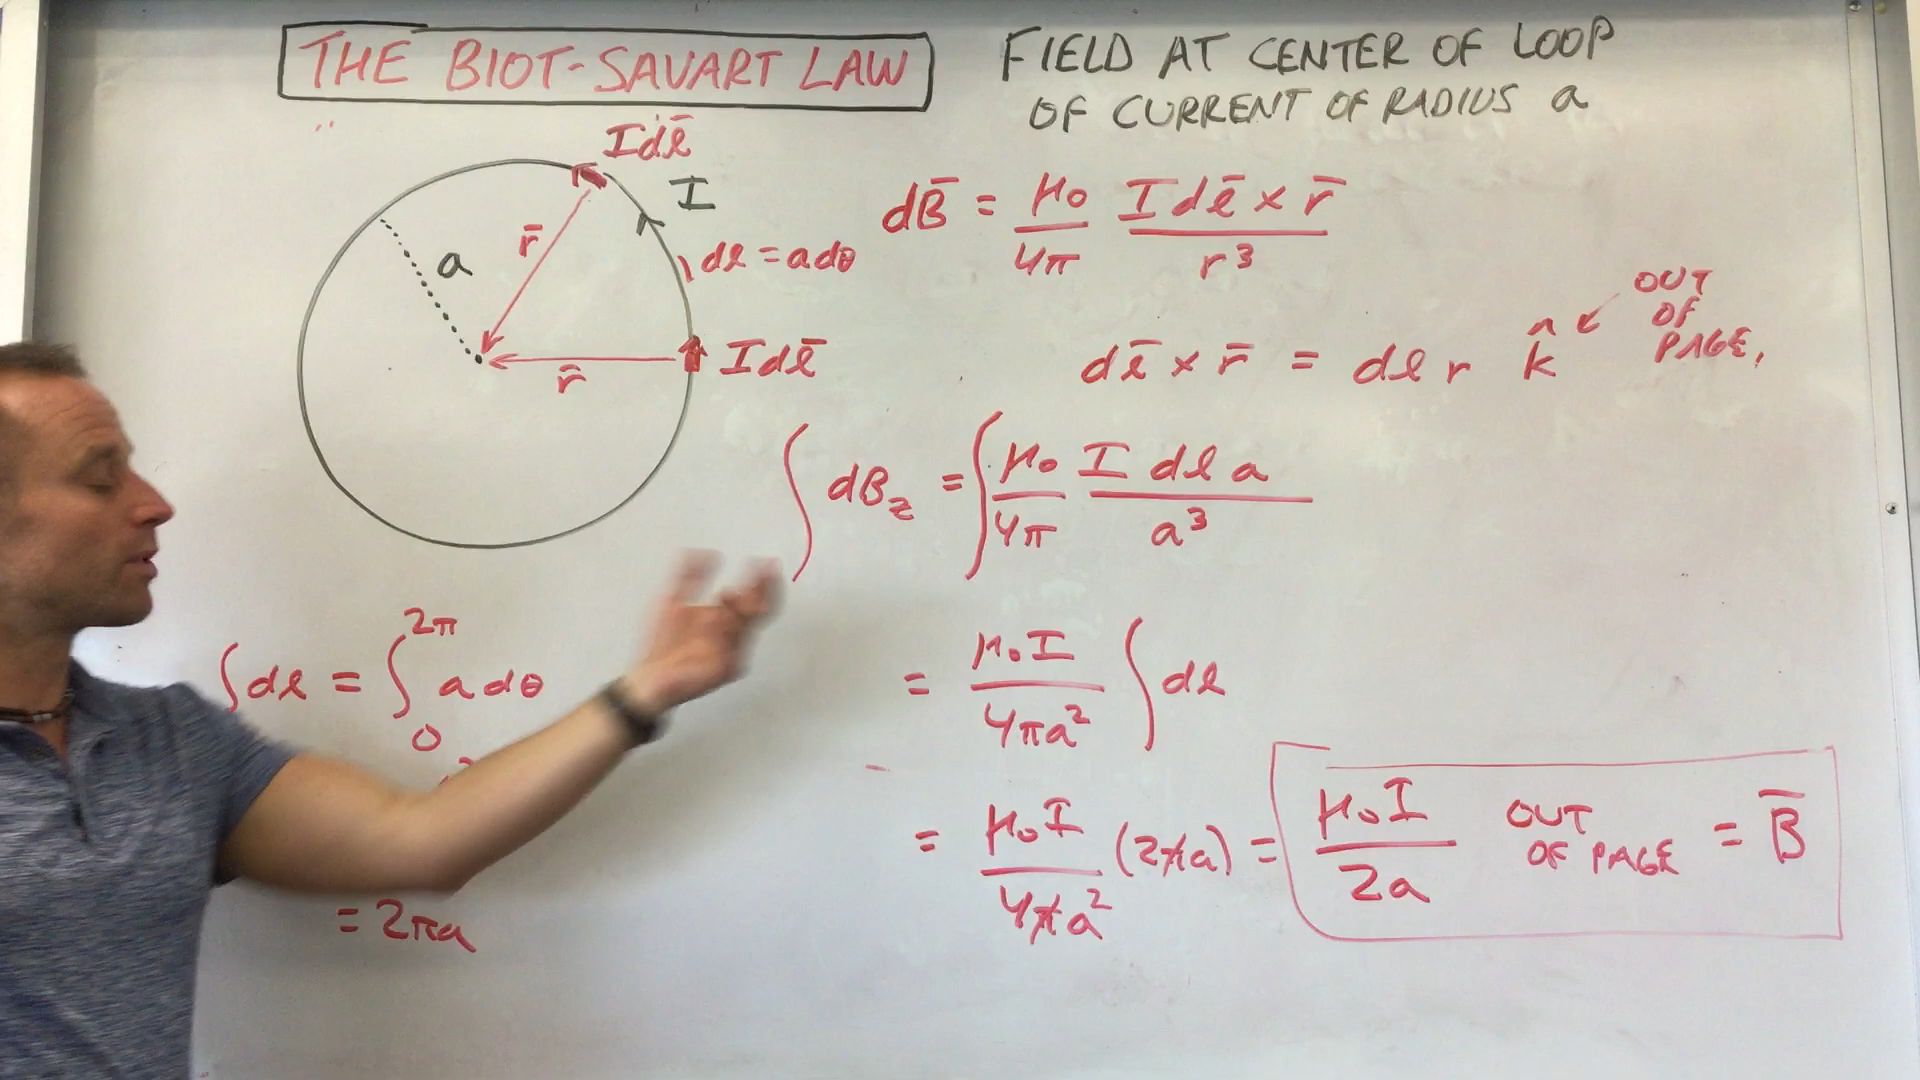 THE BIOT-SAVART LAW
FIELD AT CENTER OF LOOP
OF CURRENT OF RADIUS a
Idl̄
I
r̄
a
dl = adθ
r̄
Idl̄
dB̄ = μ₀/4π Idl̄ × r̄/r³
dl̄ × r̄ = dl r k̂
OUT
OF
PAGE,
∫ dB_z = ∫ μ₀/4π I dl a/a³
= μ₀I/4πa² ∫ dl
= μ₀I/4πa² (2πa) = μ₀I/2a OUT OF PAGE = B̄
∫dl = ∫₀^2π a dθ
= 2πa